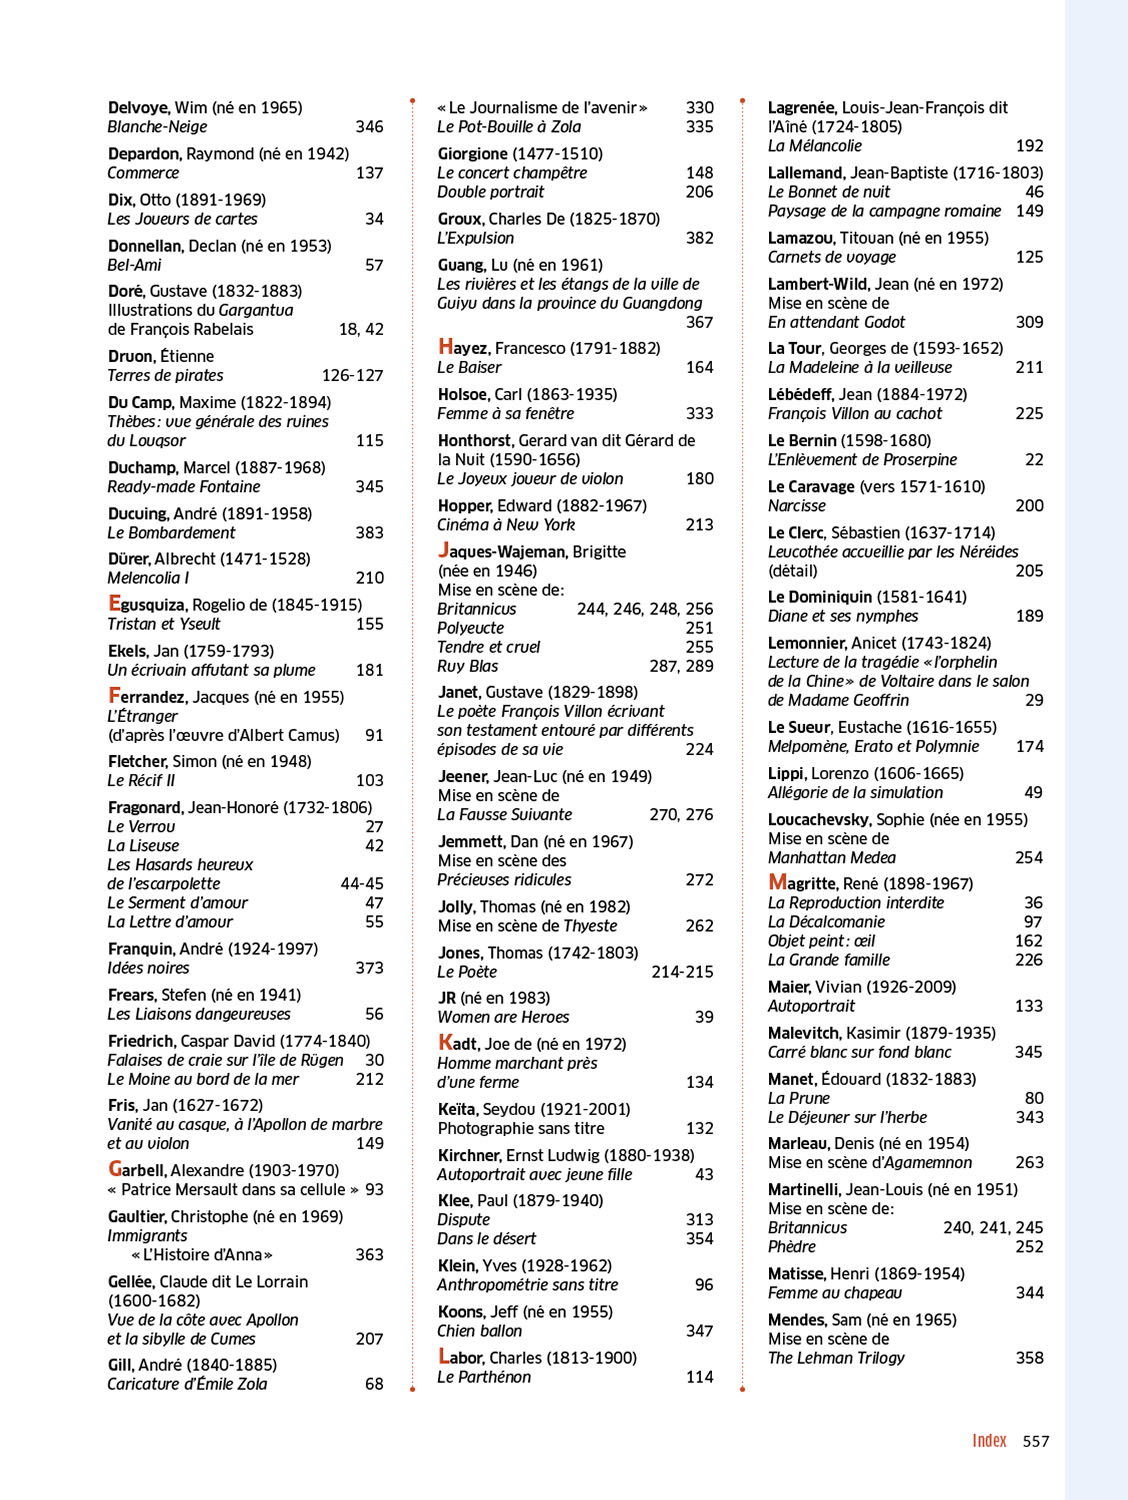 Delvoye, Wim (né en 1965)
Blanche-Neige 346
Depardon, Raymond (né en 1942)
Commerce 137
Dix, Otto (1891-1969)
Les Joueurs de cartes 34
Donnellan, Declan (né en 1953)
Bel-Ami 57
Doré, Gustave (1832-1883)
Illustrations du Gargantua
de François Rabelais 18, 42
Druon, Étienne
Terres de pirates 126-127
Du Camp, Maxime (1822-1894)
Thèbes : vue générale des ruines
du Louqsor 115
Duchamp, Marcel (1887-1968)
Ready-made Fontaine 345
Ducuing, André (1891-1958)
Le Bombardement 383
Dürer, Albrecht (1471-1528)
Melencolia I 210
Egusquiza, Rogelio de (1845-1915)
Tristan et Yseult 155
Ekels, Jan (1759-1793)
Un écrivain affutant sa plume 181
Ferrandez, Jacques (né en 1955)
L'Étranger
(d'après l'œuvre d'Albert Camus) 91
Fletcher, Simon (né en 1948)
Le Récif II 103
Fragonard, Jean-Honoré (1732-1806)
Le Verrou 27
La Liseuse 42
Les Hasards heureux
de l'escarpolette 44-45
Le Serment d'amour 47
La Lettre d'amour 55
Franquin, André (1924-1997)
Idées noires 373
Frears, Stefen (né en 1941)
Les Liaisons dangeureuses 56
Friedrich, Caspar David (1774-1840)
Falaises de craie sur l'île de Rügen 30
Le Moine au bord de la mer 212
Fris, Jan (1627-1672)
Vanité au casque, à l'Apollon de marbre
et au violon 149
Garbell, Alexandre (1903-1970)
« Patrice Mersault dans sa cellule » 93
Gaultier, Christophe (né en 1969)
Immigrants
« L'Histoire d'Anna » 363
Gellée, Claude dit Le Lorrain
(1600-1682)
Vue de la côte avec Apollon
et la sibylle de Cumes 207
Gill, André (1840-1885)
Caricature d'Émile Zola 68
« Le Journalisme de l'avenir » 330
Le Pot-Bouille à Zola 335
Giorgione (1477-1510)
Le concert champêtre 148
Double portrait 206
Groux, Charles De (1825-1870)
L'Expulsion 382
Guang, Lu (né en 1961)
Les rivières et les étangs de la ville de
Guiyu dans la province du Guangdong
367
Hayez, Francesco (1791-1882)
Le Baiser 164
Holsoe, Carl (1863-1935)
Femme à sa fenêtre 333
Honthorst, Gerard van dit Gérard de
la Nuit (1590-1656)
Le Joyeux joueur de violon 180
Hopper, Edward (1882-1967)
Cinéma à New York 213
Jaques-Wajeman, Brigitte
(née en 1946)
Mise en scène de :
Britannicus 244, 246, 248, 256
Polyeucte 251
Tendre et cruel 255
Ruy Blas 287, 289
Janet, Gustave (1829-1898)
Le poète François Villon écrivant
son testament entouré par différents
épisodes de sa vie 224
Jeener, Jean-Luc (né en 1949)
Mise en scène de
La Fausse Suivante 270, 276
Jemmett, Dan (né en 1967)
Mise en scène des
Précieuses ridicules 272
Jolly, Thomas (né en 1982)
Mise en scène de Thyeste 262
Jones, Thomas (1742-1803)
Le Poète 214-215
JR (né en 1983)
Women are Heroes 39
Kadt, Joe de (né en 1972)
Homme marchant près
d'une ferme 134
Keïta, Seydou (1921-2001)
Photographie sans titre 132
Kirchner, Ernst Ludwig (1880-1938)
Autoportrait avec jeune fille 43
Klee, Paul (1879-1940)
Dispute 313
Dans le désert 354
Klein, Yves (1928-1962)
Anthropométrie sans titre 96
Koons, Jeff (né en 1955)
Chien ballon 347
Labor, Charles (1813-1900)
Le Parthénon 114
Lagrenée, Louis-Jean-François dit
l'Aîné (1724-1805)
La Mélancolie 192
Lallemand, Jean-Baptiste (1716-1803)
Le Bonnet de nuit 46
Paysage de la campagne romaine 149
Lamazou, Titouan (né en 1955)
Carnets de voyage 125
Lambert-Wild, Jean (né en 1972)
Mise en scène de
En attendant Godot 309
La Tour, Georges de (1593-1652)
La Madeleine à la veilleuse 211
Lébédeff, Jean (1884-1972)
François Villon au cachot 225
Le Bernin (1598-1680)
L'Enlèvement de Proserpine 22
Le Caravage (vers 1571-1610)
Narcisse 200
Le Clerc, Sébastien (1637-1714)
Leucothée accueillie par les Néréides
(détail) 205
Le Dominiquin (1581-1641)
Diane et ses nymphes 189
Lemonnier, Anicet (1743-1824)
Lecture de la tragédie « l'orphelin
de la Chine » de Voltaire dans le salon
de Madame Geoffrin 29
Le Sueur, Eustache (1616-1655)
Melpomène, Erato et Polymnie 174
Lippi, Lorenzo (1606-1665)
Allégorie de la simulation 49
Loucachevsky, Sophie (née en 1955)
Mise en scène de
Manhattan Medea 254
Magritte, René (1898-1967)
La Reproduction interdite 36
La Décalcomanie 97
Objet peint : œil 162
La Grande famille 226
Maier, Vivian (1926-2009)
Autoportrait 133
Malevitch, Kasimir (1879-1935)
Carré blanc sur fond blanc 345
Manet, Édouard (1832-1883)
La Prune 80
Le Déjeuner sur l'herbe 343
Marleau, Denis (né en 1954)
Mise en scène d'Agamemnon 263
Martinelli, Jean-Louis (né en 1951)
Mise en scène de :
Britannicus 240, 241, 245
Phèdre 252
Matisse, Henri (1869-1954)
Femme au chapeau 344
Mendes, Sam (né en 1965)
Mise en scène de
The Lehman Trilogy 358
Index 557